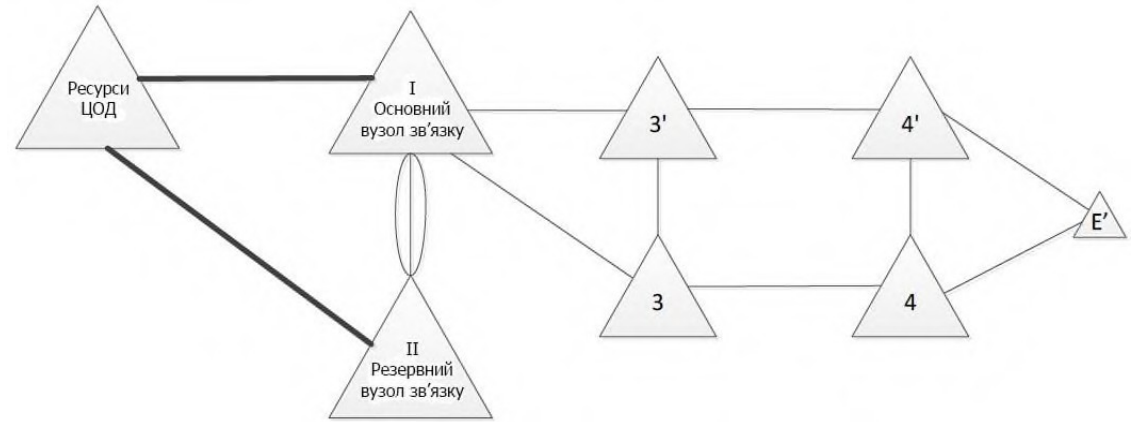 Ресурси
ЦОД
I
Основний
вузол зв’язку
3'
4'
E’
3
4
II
Резервний
вузол зв’язку